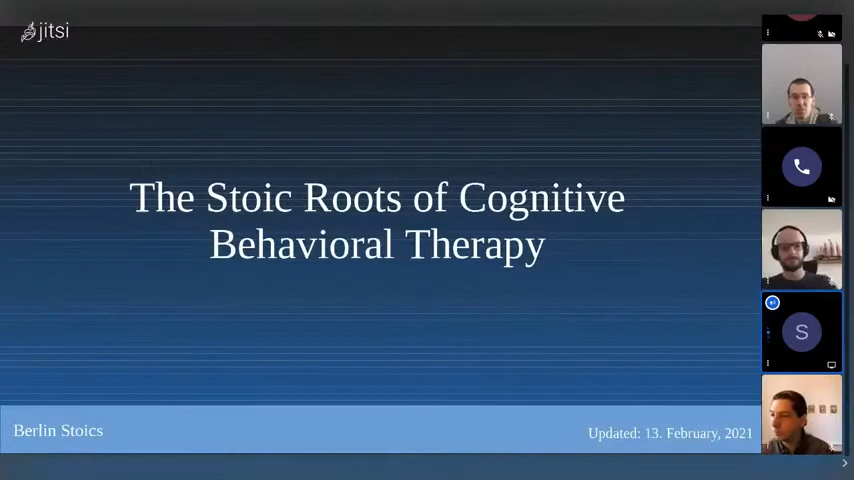 jitsi
The Stoic Roots of Cognitive
Behavioral Therapy
S
Berlin Stoics
Updated: 13. February, 2021